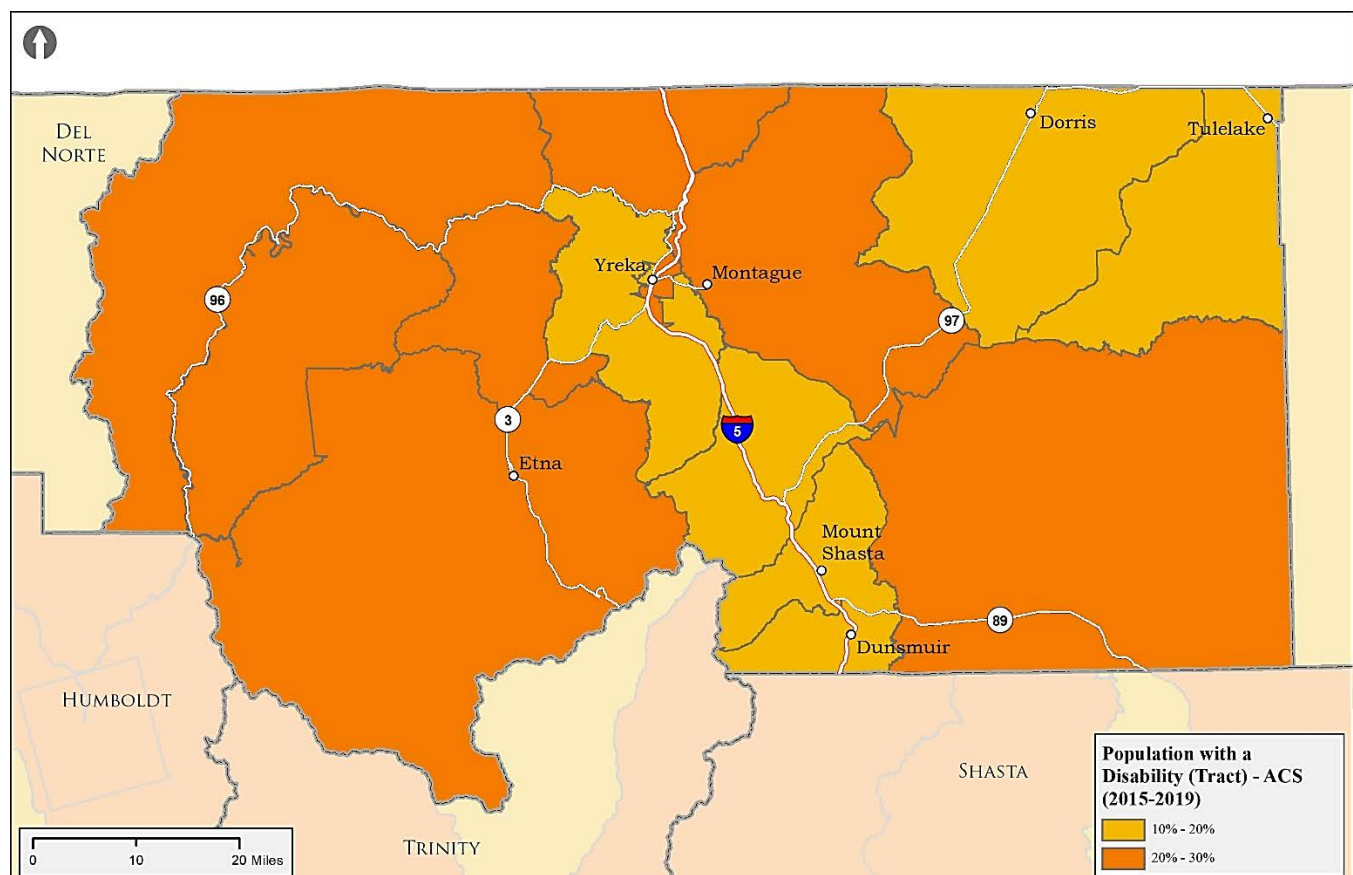 DEL
NORTE
Dorris
Tulelake
Yreka
Montague
96
97
3
5
Etna
Mount
Shasta
89
Dunsmuir
HUMBOLDT
SHASTA
TRINITY
Population with a
Disability (Tract) - ACS
(2015-2019)
10% - 20%
20% - 30%
0 10 20 Miles